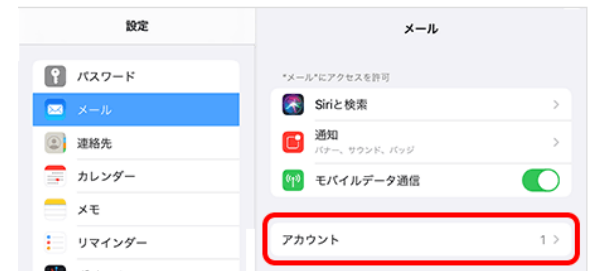 設定
パスワード
メール
連絡先
カレンダー
メモ
リマインダー
メール
"メール"にアクセスを許可
Siriと検索
通知
バナー、サウンド、バッジ
モバイルデータ通信
アカウント 1